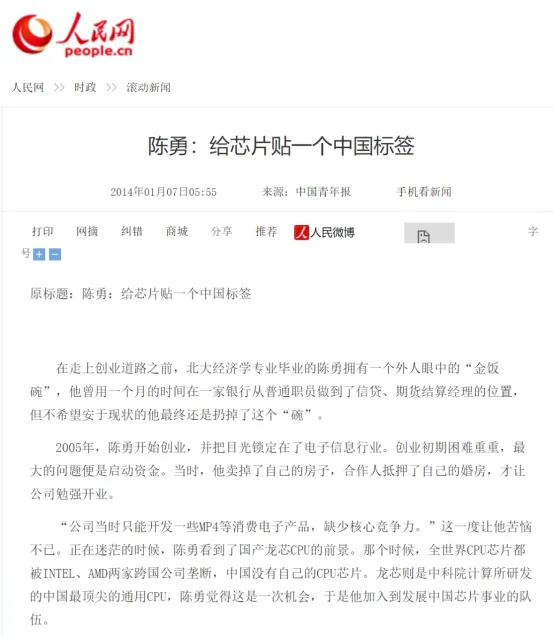 人民网
people.cn
人民网 >> 时政 >> 滚动新闻
陈勇：给芯片贴一个中国标签
2014年01月07日05:55 来源：中国青年报 手机看新闻
打印 网摘 纠错 商城 分享 推荐 人民微博 字
号 + −
原标题：陈勇：给芯片贴一个中国标签
在走上创业道路之前，北大经济学专业毕业的陈勇拥有一个外人眼中的“金饭
碗”，他曾用一个月的时间在一家银行从普通职员做到了信贷、期货结算经理的位置，
但不希望安于现状的他最终还是扔掉了这个“碗”。
2005年，陈勇开始创业，并把目光锁定在了电子信息行业。创业初期困难重重，最
大的问题便是启动资金。当时，他卖掉了自己的房子，合作人抵押了自己的婚房，才让
公司勉强开业。
“公司当时只能开发一些MP4等消费电子产品，缺少核心竞争力。”这一度让他苦恼
不已。正在迷茫的时候，陈勇看到了国产龙芯CPU的前景。那个时候，全世界CPU芯片都
被INTEL、AMD两家跨国公司垄断，中国没有自己的CPU芯片。龙芯则是中科院计算所研发
的中国最顶尖的通用CPU，陈勇觉得这是一次机会，于是他加入到发展中国芯片事业的队
伍。